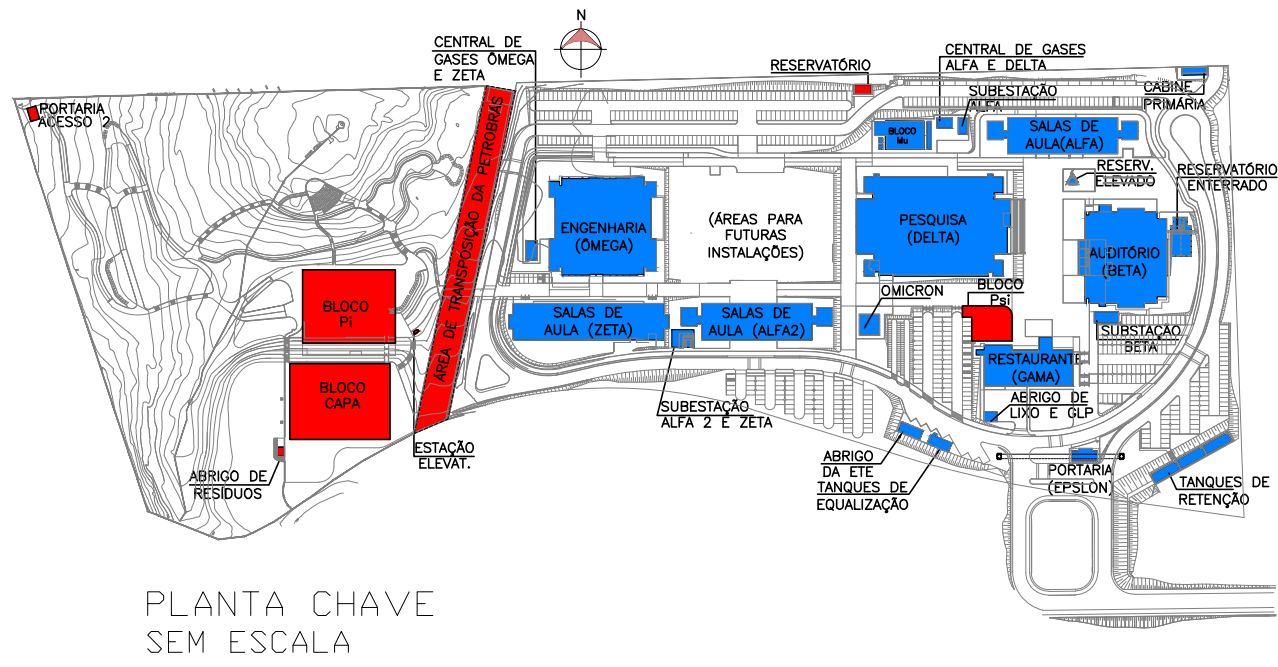 N
CENTRAL DE
GASES ÔMEGA
E ZETA
RESERVATÓRIO
CENTRAL DE GASES
ALFA E DELTA
SUBESTAÇÃO
ALFA
CABINE
PRIMÁRIA
PORTARIA
ACESSO 2
ÁREA DE TRANSPOSIÇÃO DA PETROBRÁS
BLOCO
Mu
SALAS DE
AULA(ALFA)
RESERV.
ELEVADO
RESERVATÓRIO
ENTERRADO
ENGENHARIA
(ÔMEGA)
(ÁREAS PARA
FUTURAS
INSTALAÇÕES)
PESQUISA
(DELTA)
AUDITÓRIO
(BETA)
BLOCO
Pi
OMICRON
BLOCO
Psi
SALAS DE
AULA (ZETA)
SALAS DE
AULA (ALFA2)
SUBSTAÇÃO
BETA
RESTAURANTE
(GAMA)
BLOCO
CAPA
SUBESTAÇÃO
ALFA 2 E ZETA
ABRIGO DE
LIXO E GLP
ESTAÇÃO
ELEVAT.
ABRIGO DE
RESÍDUOS
ABRIGO
DA ETE
TANQUES DE
EQUALIZAÇÃO
PORTARIA
(EPSLON)
TANQUES DE
RETENÇÃO
PLANTA CHAVE
SEM ESCALA